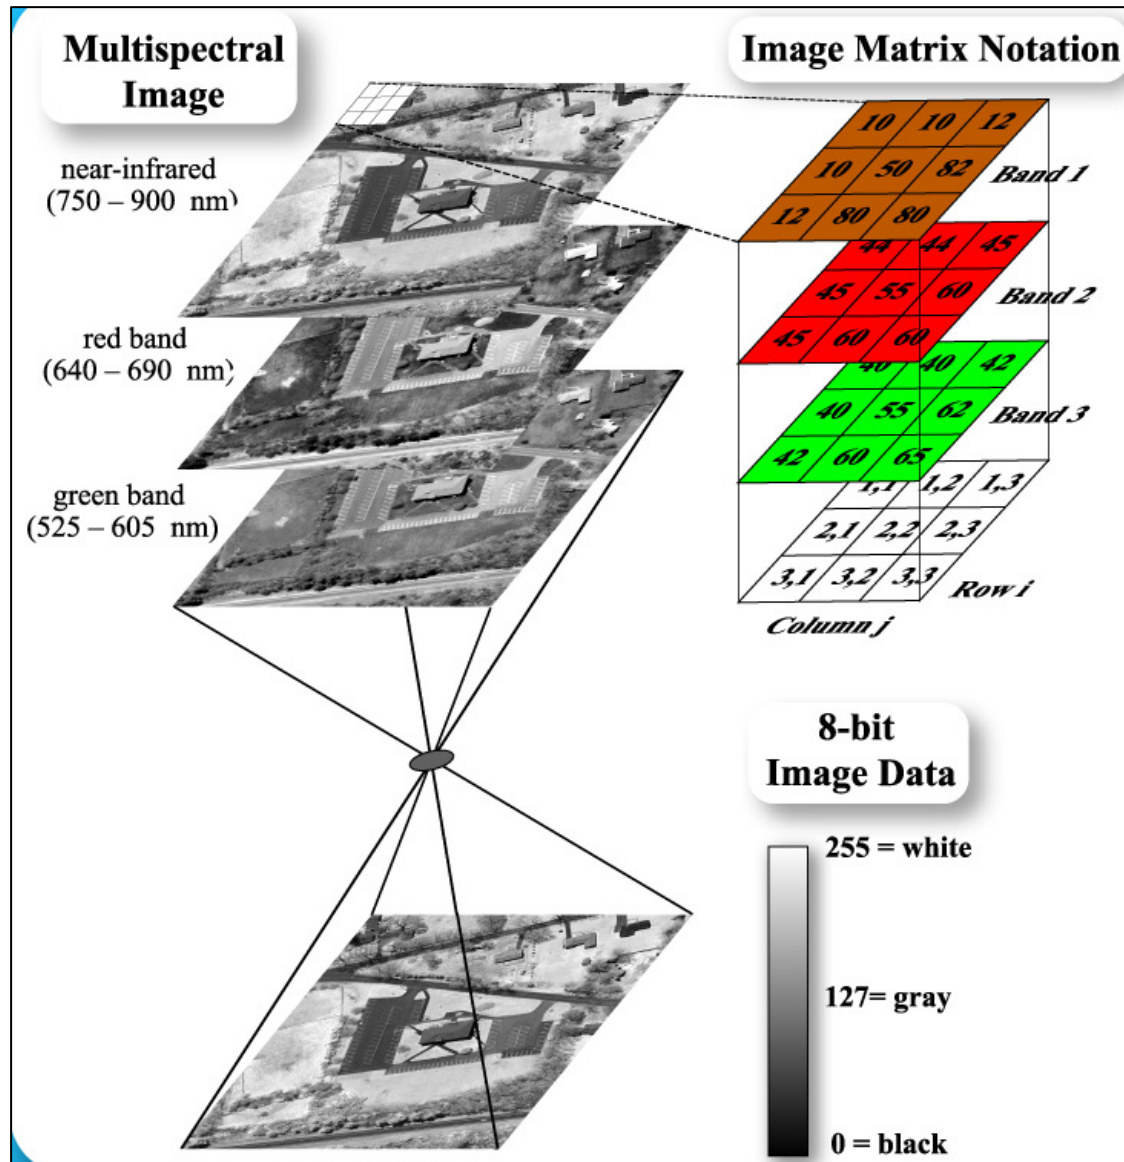 Multispectral
Image
near-infrared
(750 – 900 nm)
red band
(640 – 690 nm)
green band
(525 – 605 nm)
Image Matrix Notation
10 10 12
10 50 82
12 80 80
Band 1
44 44 45
45 55 60
45 60 60
Band 2
40 40 42
40 55 62
42 60 65
Band 3
1,1 1,2 1,3
2,1 2,2 2,3
3,1 3,2 3,3
Row i
Column j
8-bit
Image Data
255 = white
127= gray
0 = black